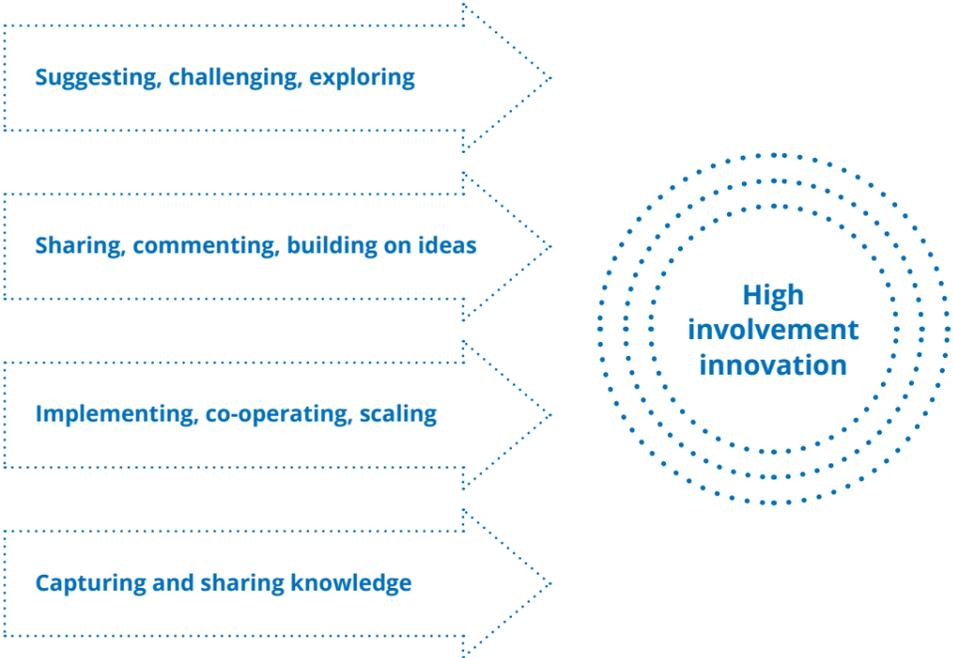 Suggesting, challenging, exploring
Sharing, commenting, building on ideas
Implementing, co-operating, scaling
Capturing and sharing knowledge
High
involvement
innovation